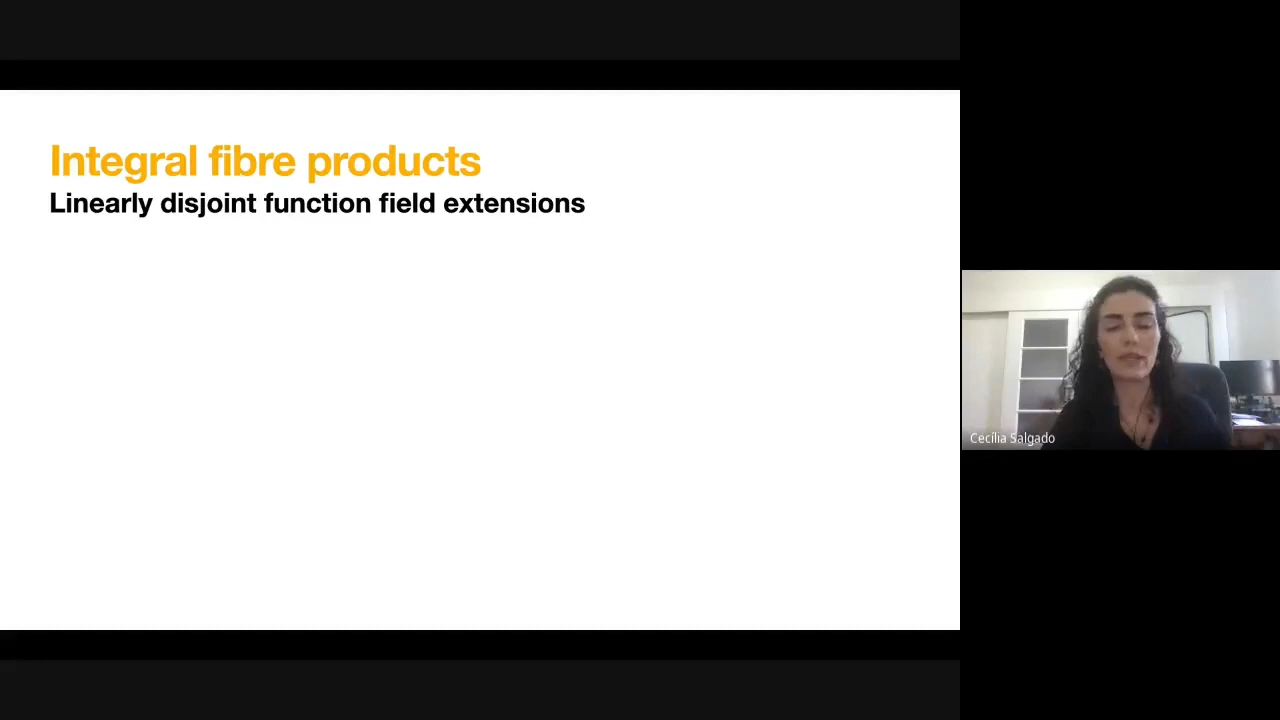 Integral fibre products
Linearly disjoint function field extensions
Cecília Salgado